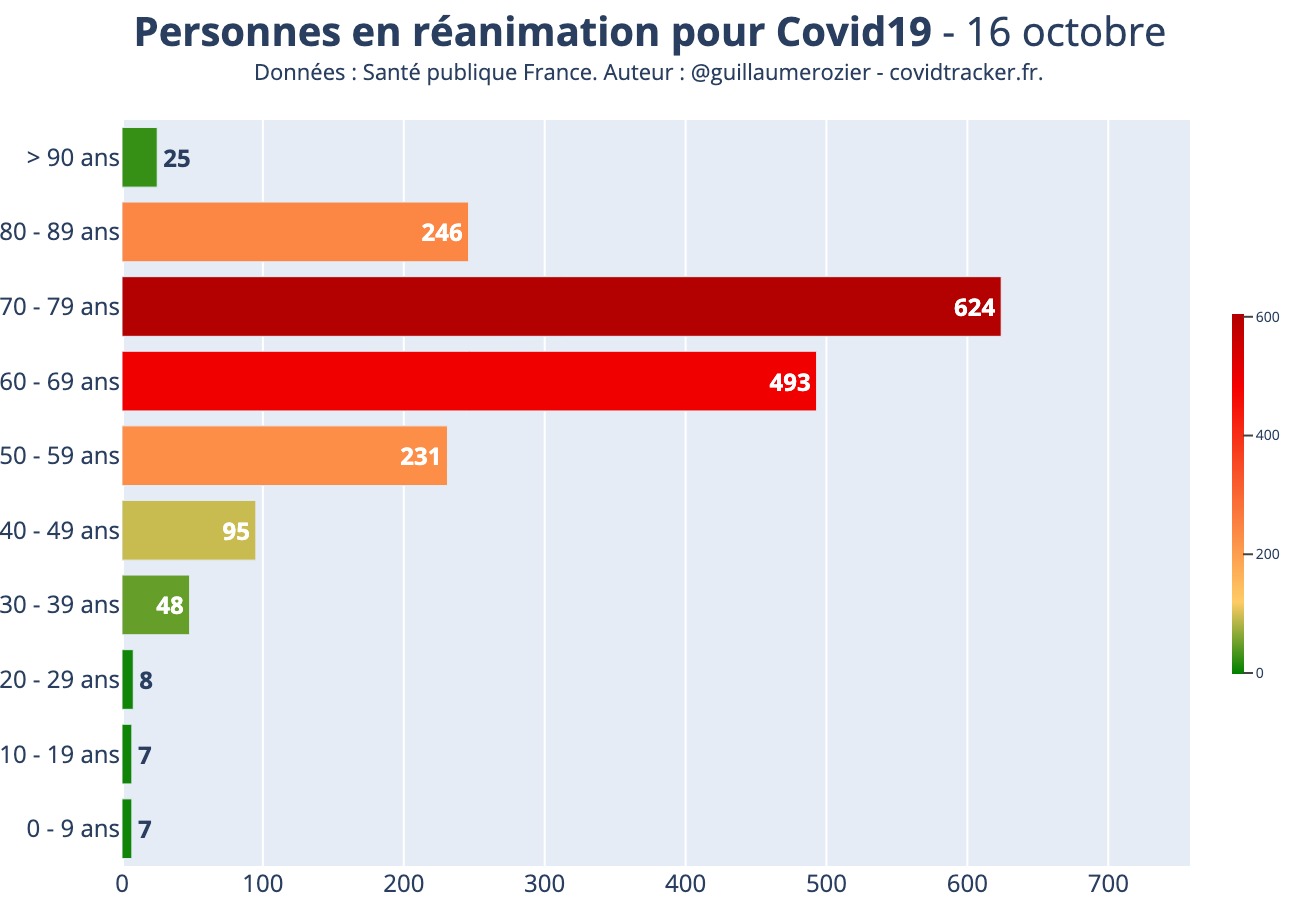 Personnes en réanimation pour Covid19 - 16 octobre
Données : Santé publique France. Auteur : @guillaumerozier - covidtracker.fr.
> 90 ans 25
80 - 89 ans 246
70 - 79 ans 624
60 - 69 ans 493
50 - 59 ans 231
40 - 49 ans 95
30 - 39 ans 48
20 - 29 ans 8
10 - 19 ans 7
0 - 9 ans 7
0 100 200 300 400 500 600 700
600
400
200
0